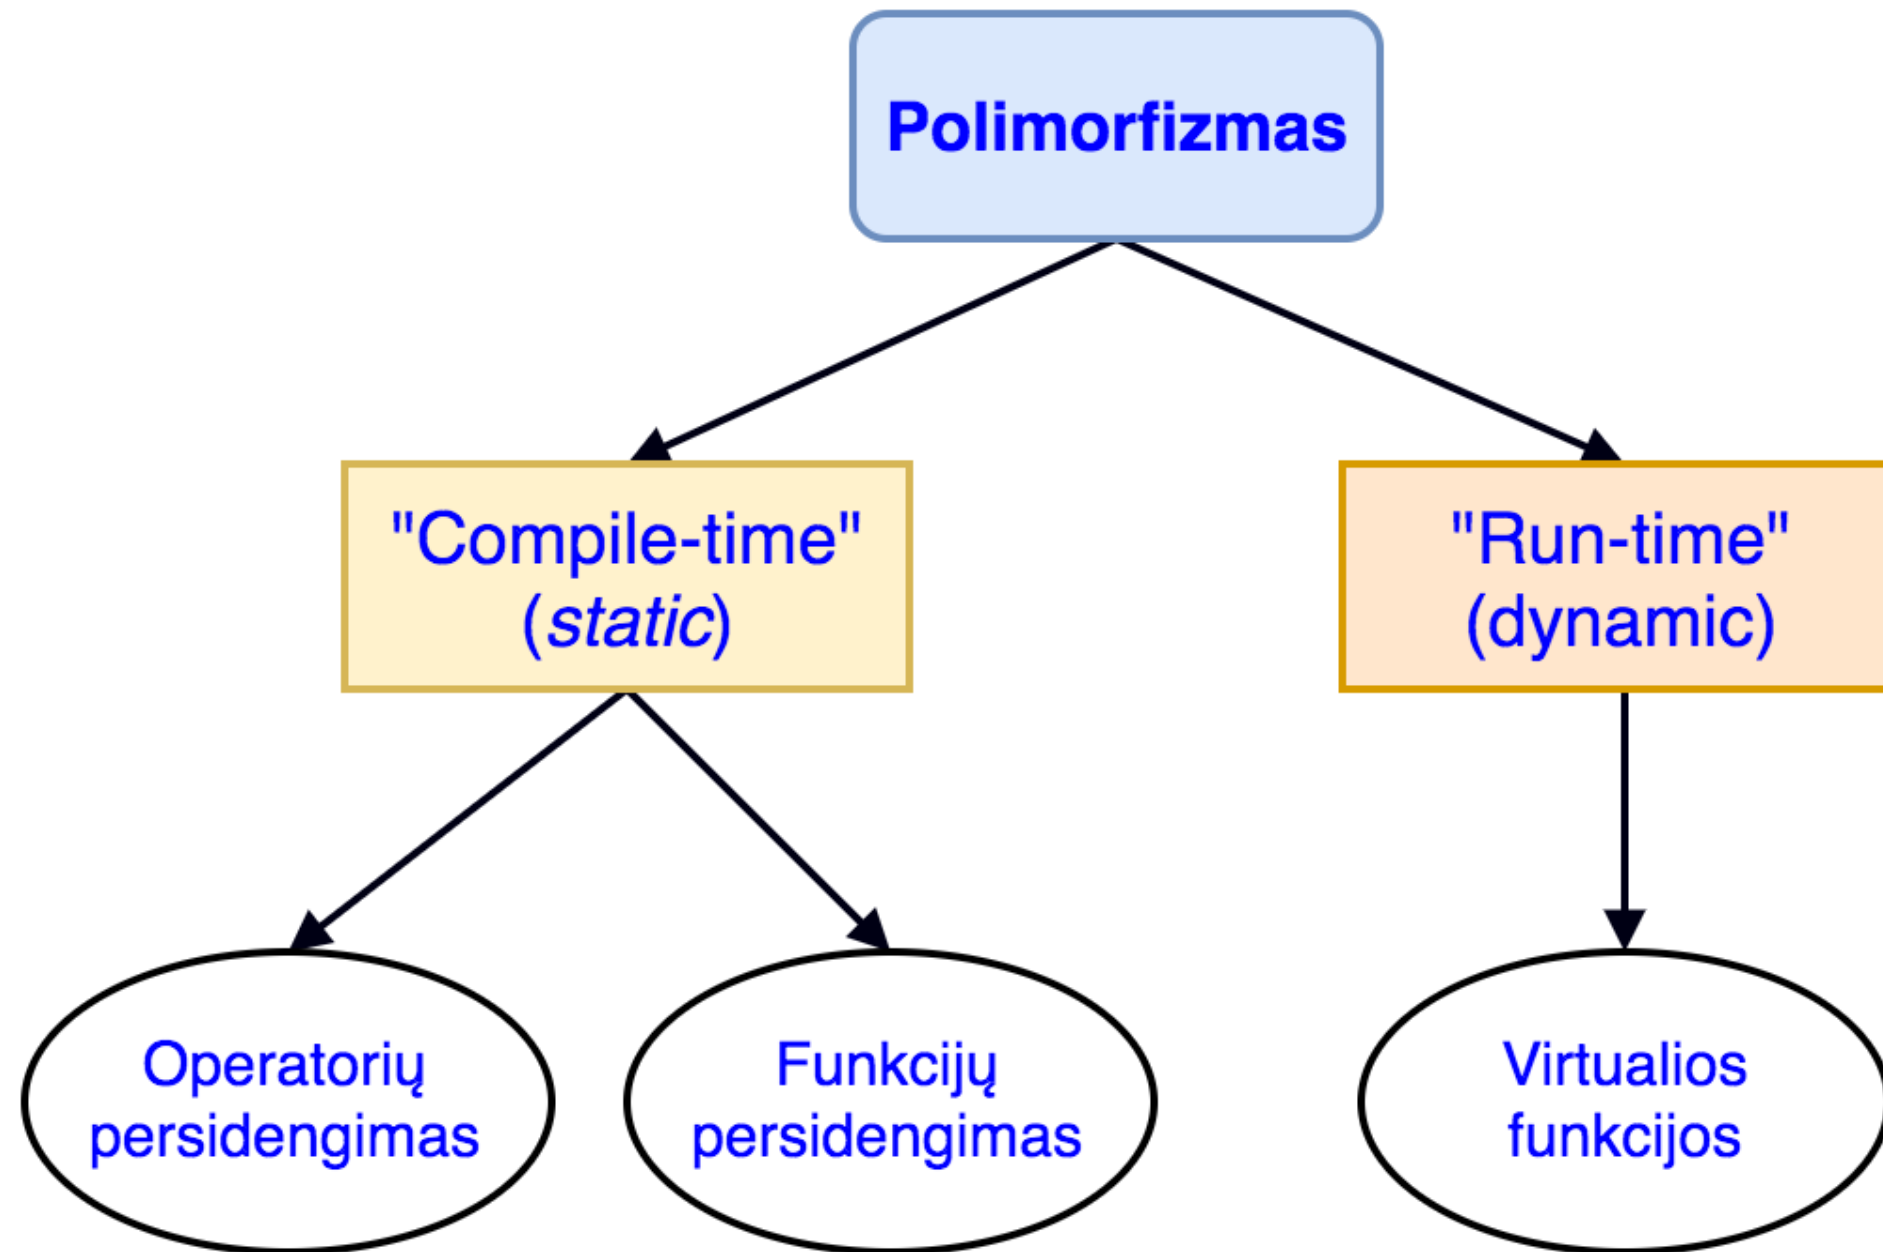 Polimorfizmas
"Compile-time"
(static)
"Run-time"
(dynamic)
Operatorių
persidengimas
Funkcijų
persidengimas
Virtualios
funkcijos